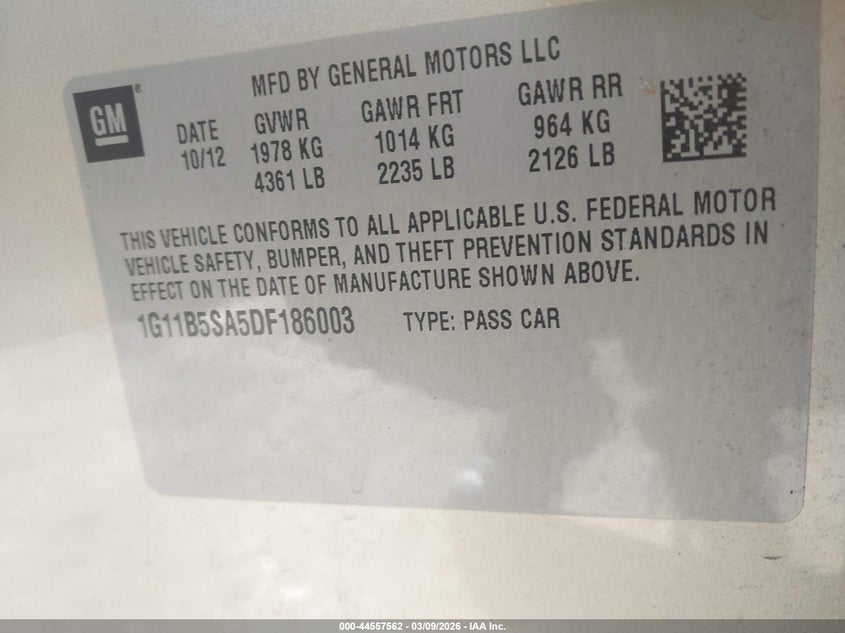 GM®
MFD BY GENERAL MOTORS LLC
DATE GVWR GAWR FRT GAWR RR
10/12 1978 KG 1014 KG 964 KG
4361 LB 2235 LB 2126 LB
THIS VEHICLE CONFORMS TO ALL APPLICABLE U.S. FEDERAL MOTOR
VEHICLE SAFETY, BUMPER, AND THEFT PREVENTION STANDARDS IN
EFFECT ON THE DATE OF MANUFACTURE SHOWN ABOVE.
1G11B5SA5DF186003 TYPE: PASS CAR
000-44557562 - 03/09/2026 - IAA Inc.